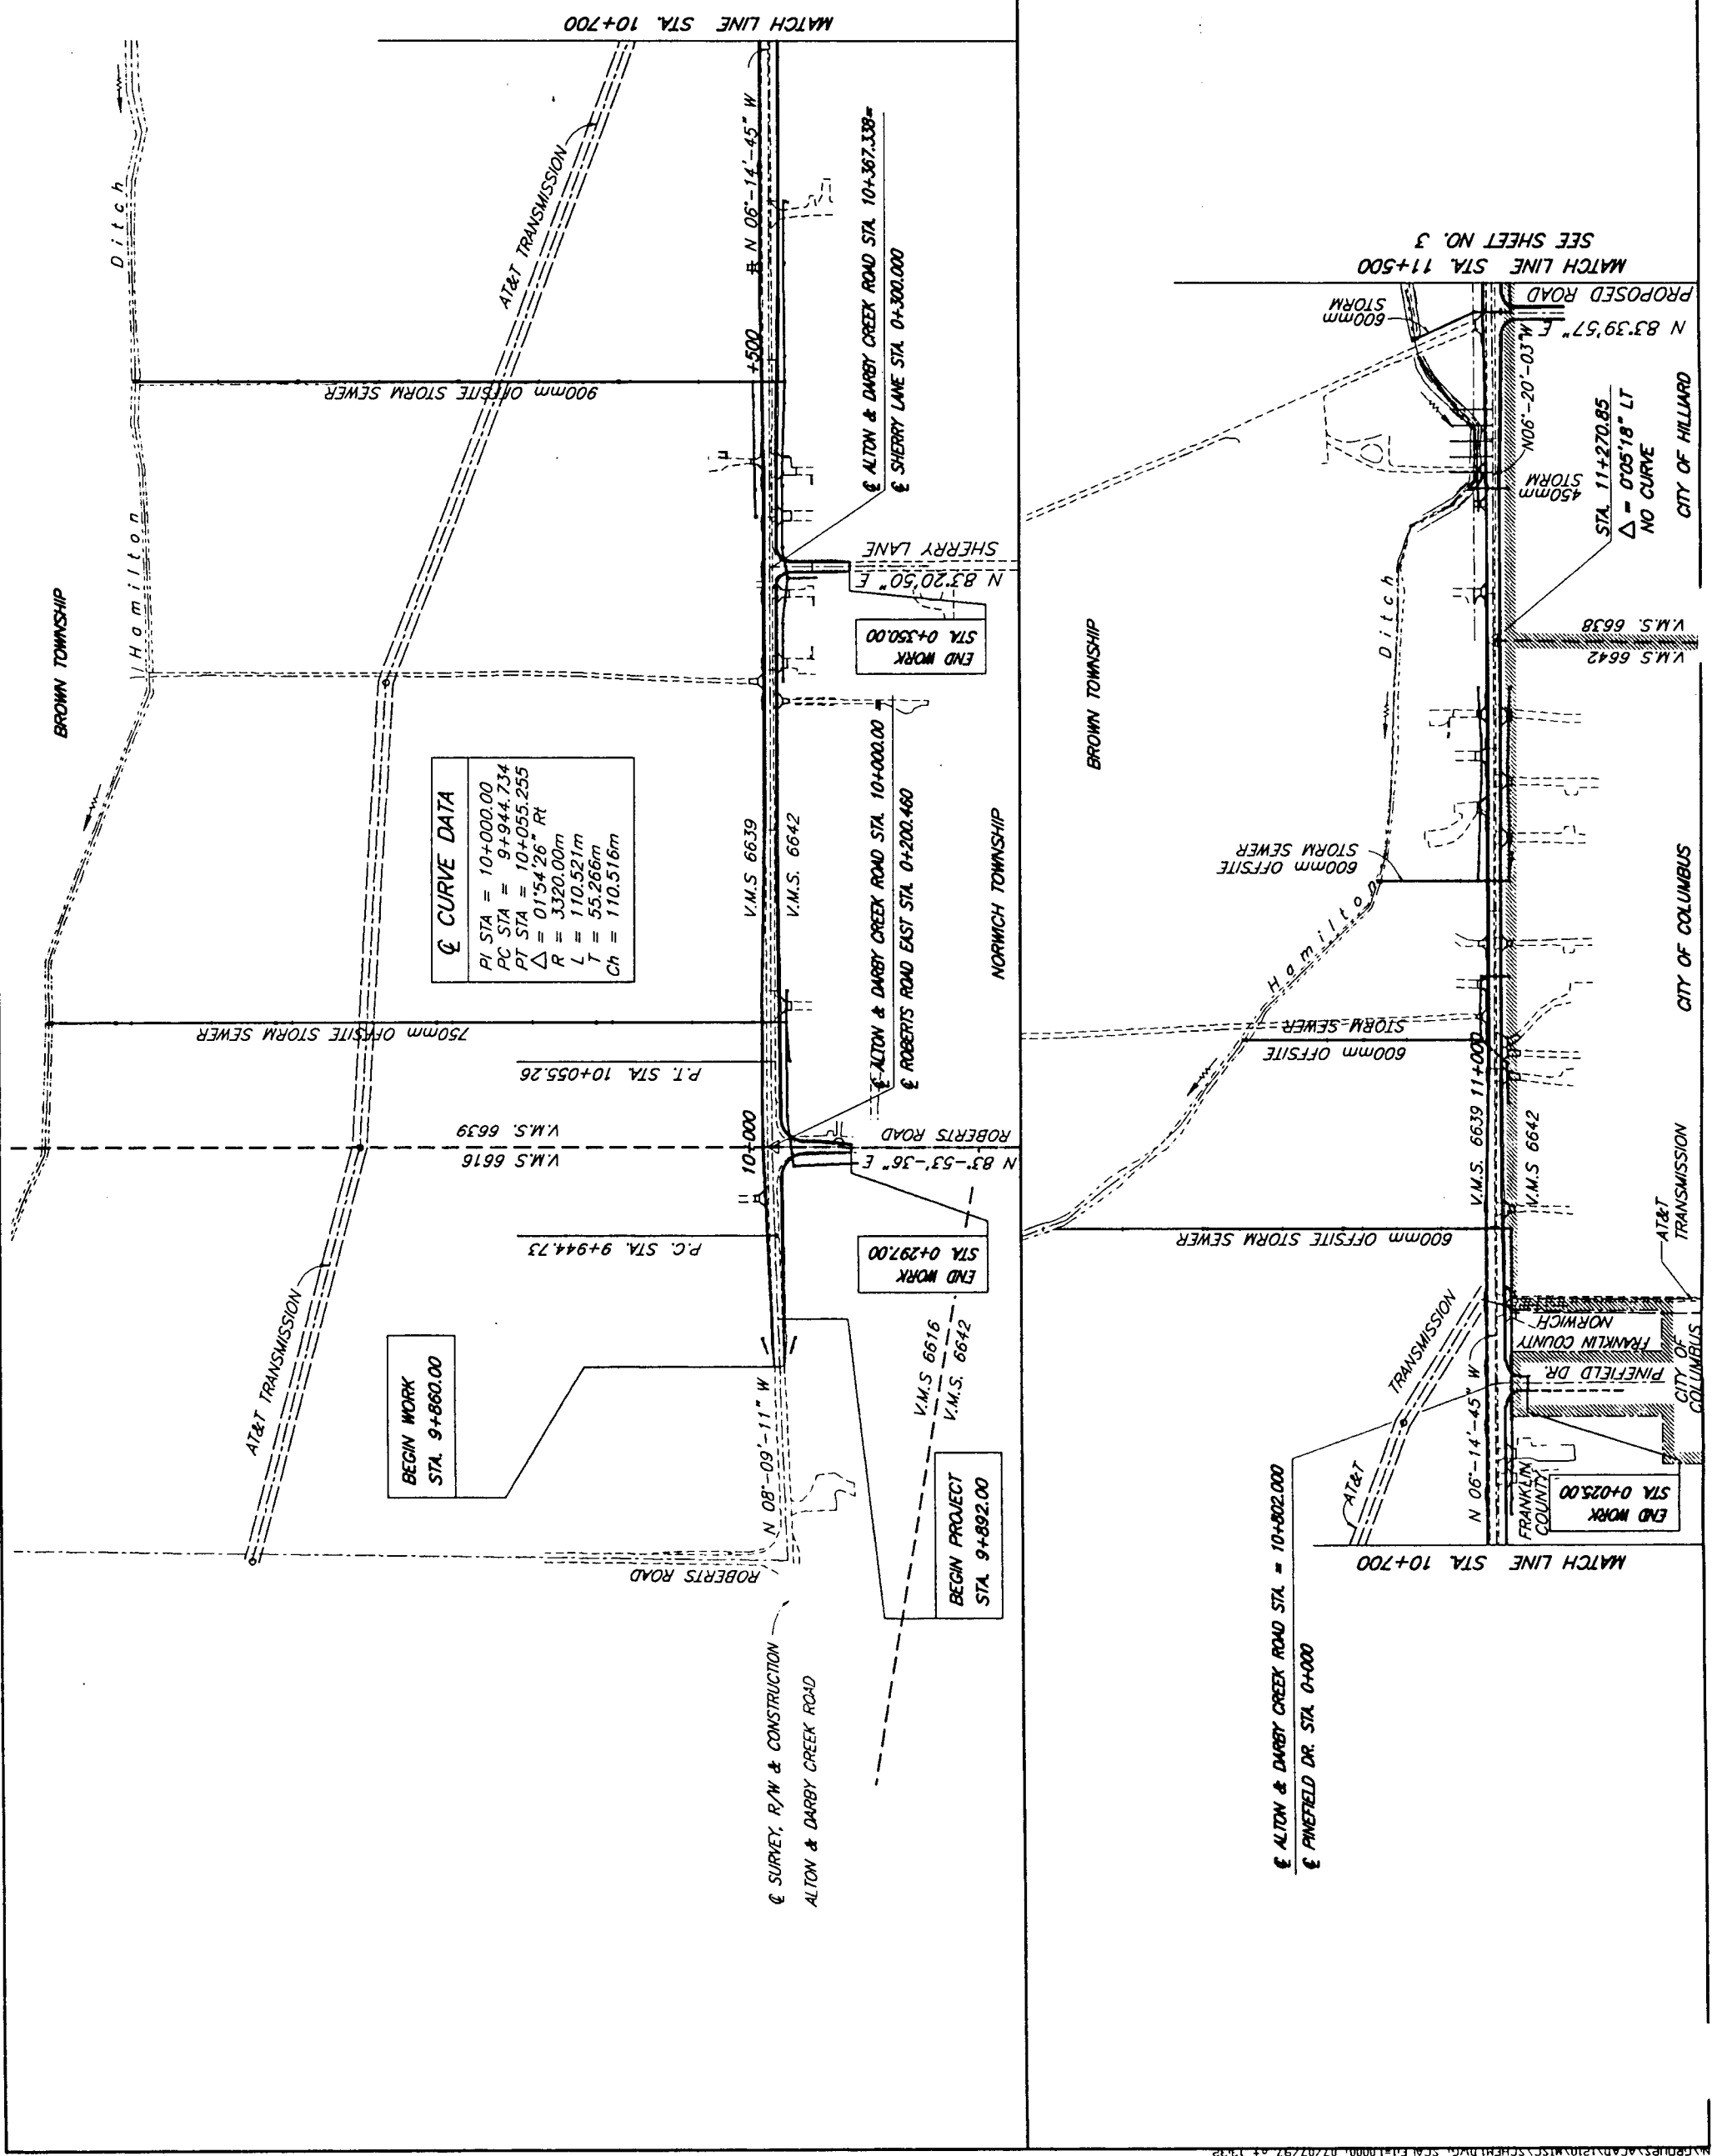 MATCH LINE STA. 10+700
Ditch
Hamilton
BROWN TOWNSHIP
AT&T TRANSMISSION
900mm OFFSITE STORM SEWER
+500
N 06°-14'-45" W
℄ ALTON & DARBY CREEK ROAD STA. 10+367.338=
℄ SHERRY LANE STA. 0+300.000
SHERRY LANE
N 83°20'50" E
END WORK
STA. 0+350.00
℄ CURVE DATA
PI STA = 10+000.00
PC STA = 9+944.734
PT STA = 10+055.255
Δ = 01°54'26" Rt
R = 3320.00m
L = 110.521m
T = 55.266m
Ch = 110.516m
V.M.S 6639
V.M.S. 6642
750mm OFFSITE STORM SEWER
P.T. STA. 10+055.26
V.M.S. 6639
V.M.S 6616
10+000
P.C. STA. 9+944.73
℄ ALTON & DARBY CREEK ROAD STA. 10+000.00 =
℄ ROBERTS ROAD EAST STA. 0+200.460
NORWICH TOWNSHIP
ROBERTS ROAD
N 83°-53'-36" E
END WORK
STA. 0+297.00
AT&T TRANSMISSION
BEGIN WORK
STA. 9+860.00
V.M.S 6616
V.M.S. 6642
N 08°-09'-11" W
BEGIN PROJECT
STA. 9+892.00
ROBERTS ROAD
℄ SURVEY, R/W & CONSTRUCTION
ALTON & DARBY CREEK ROAD
SEE SHEET NO. 3
MATCH LINE STA. 11+500
PROPOSED ROAD
N 83°39'57" E
600mm
STORM
N06°-20'-03"W
450mm
STORM
STA. 11+270.85
Δ = 0°05'18" LT
NO CURVE
CITY OF HILLIARD
V.M.S. 6638
V.M.S 6642
BROWN TOWNSHIP
Ditch
Hamilton
600mm OFFSITE
STORM SEWER
CITY OF COLUMBUS
600mm OFFSITE
STORM SEWER
V.M.S. 6639 11+000
V.M.S 6642
AT&T
TRANSMISSION
600mm OFFSITE STORM SEWER
NORWICH
FRANKLIN COUNTY
PINEFIELD DR.
CITY OF
COLUMBUS
AT&T
TRANSMISSION
N 06°-14'-45" W
FRANKLIN
COUNTY
END WORK
STA. 0+025.00
MATCH LINE STA. 10+700
℄ ALTON & DARBY CREEK ROAD STA. = 10+802.000
℄ PINEFIELD DR. STA. 0+000